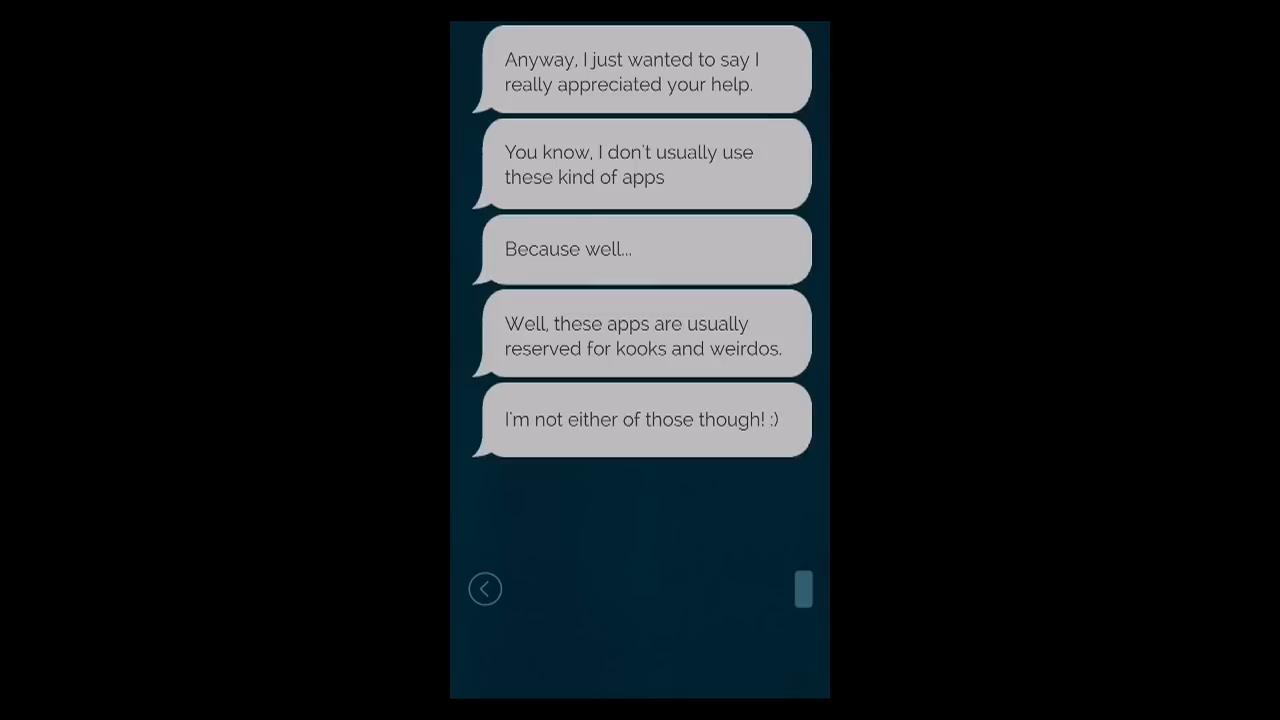 Anyway, I just wanted to say I
really appreciated your help.
You know, I don't usually use
these kind of apps
Because well...
Well, these apps are usually
reserved for kooks and weirdos.
I'm not either of those though! :)